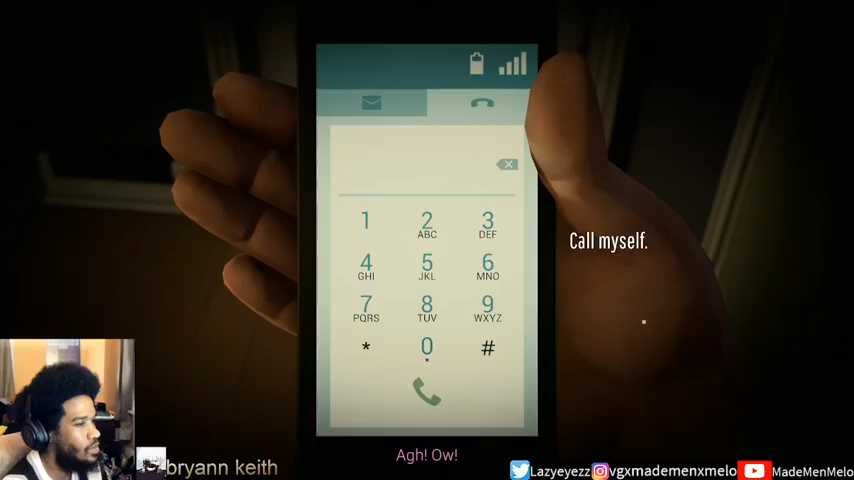 1
2
ABC
3
DEF
Call myself.
4
GHI
5
JKL
6
MNO
7
PQRS
8
TUV
9
WXYZ
*
0
#
Agh! Ow!
bryann keith
Lazyeyezz
vgxmademenxmelo
MadeMenMelo